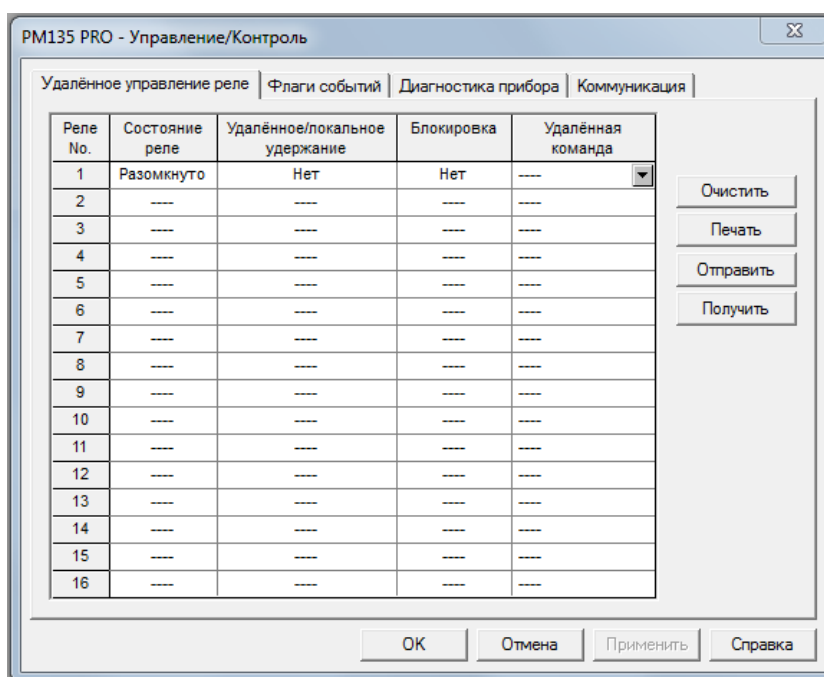 PM135 PRO - Управление/Контроль
Удалённое управление реле Флаги событий Диагностика прибора Коммуникация
Реле No. Состояние реле Удалённое/локальное удержание Блокировка Удалённая команда
1 Разомкнуто Нет Нет ----
2 ---- ---- ---- ----
3 ---- ---- ---- ----
4 ---- ---- ---- ----
5 ---- ---- ---- ----
6 ---- ---- ---- ----
7 ---- ---- ---- ----
8 ---- ---- ---- ----
9 ---- ---- ---- ----
10 ---- ---- ---- ----
11 ---- ---- ---- ----
12 ---- ---- ---- ----
13 ---- ---- ---- ----
14 ---- ---- ---- ----
15 ---- ---- ---- ----
16 ---- ---- ---- ----
Очистить
Печать
Отправить
Получить
OK Отмена Применить Справка